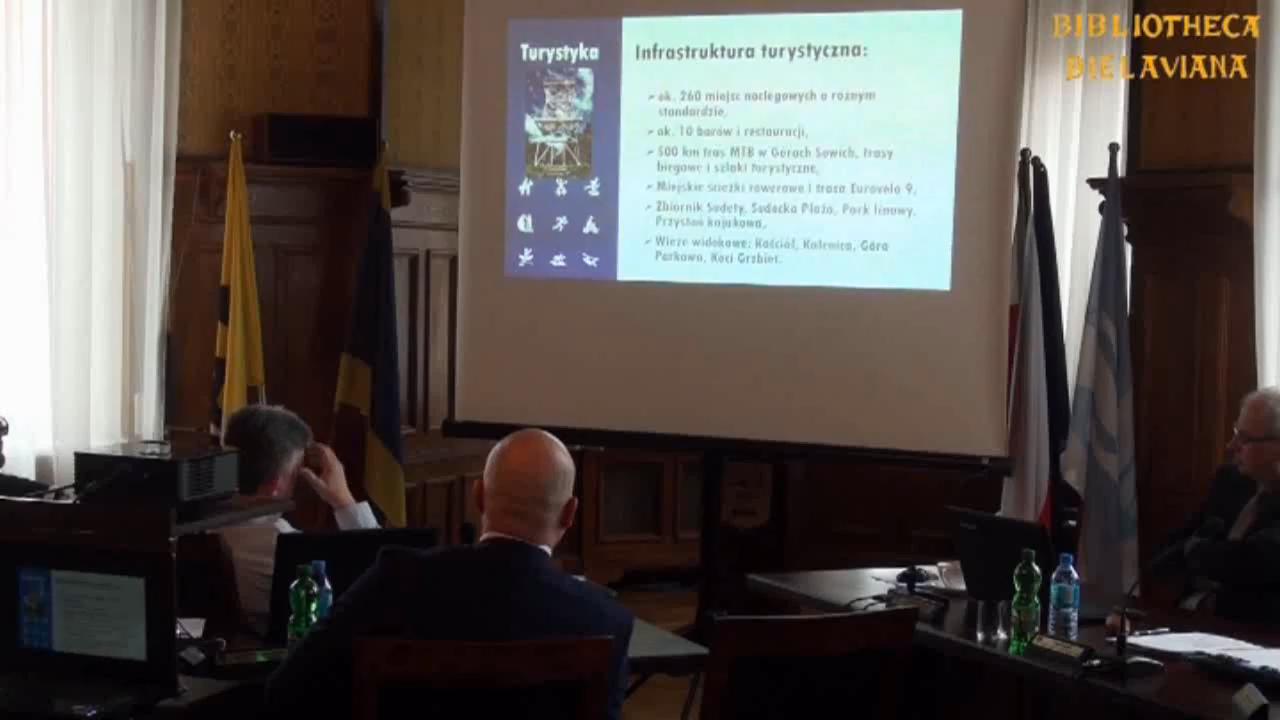 BIBLIOTHECA
BIELAVIANA
Turystyka
Infrastruktura turystyczna:
ok. 260 miejsc noclegowych o różnym
standardzie,
ok. 10 barów i restauracji,
500 km tras MTB w Górach Sowich, trasy
biegowe i szlaki turystyczne,
Miejskie ścieżki rowerowe i trasa Eurovelo 9,
Zbiornik Sudety, Sudecka Plaża, Park linowy,
Przystań kajakowa,
Wieże widokowe: Kościół, Kalenica, Góra
Parkowa, Koci Grzbiet.